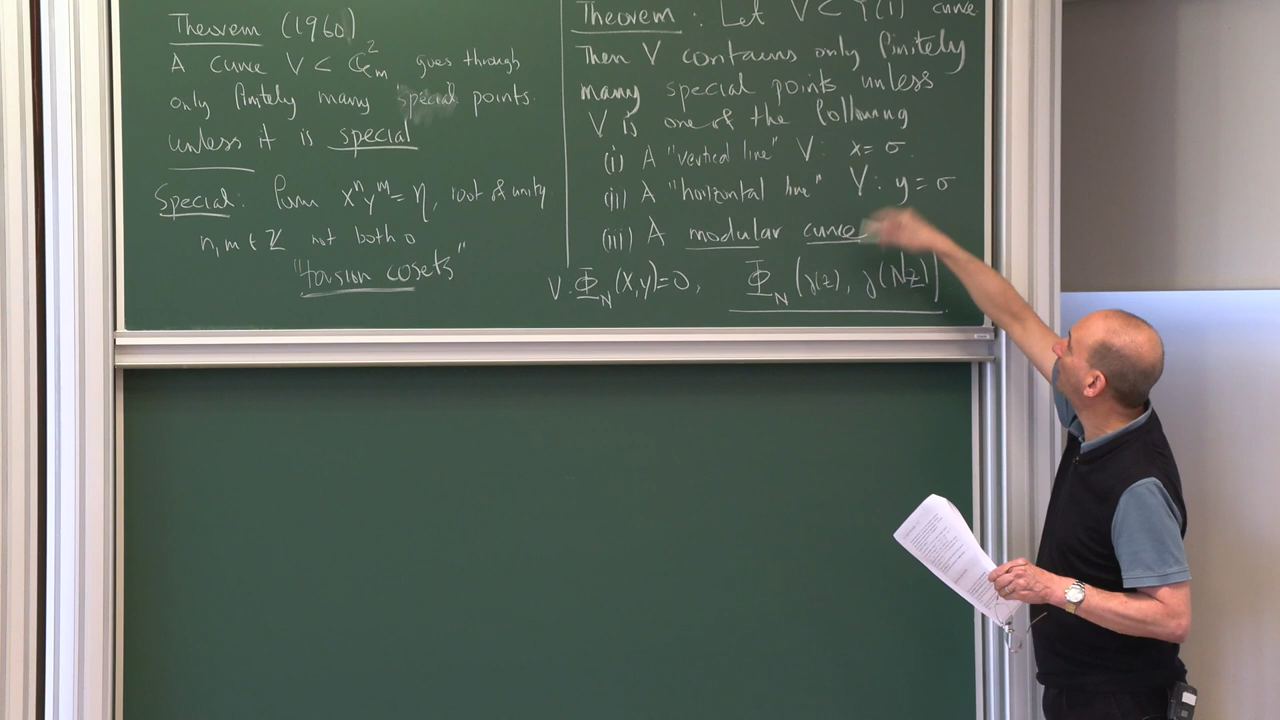 Theorem (1960)
A curve V ⊂ 𝔾_m^2 goes through
only finitely many special points
unless it is special
Special: form x^n y^m = η, root of unity
n, m ∈ ℤ not both 0
"torsion cosets"
Theorem: Let V ⊂ Y(1)^2 curve
Then V contains only finitely
many special points unless
V is one of the following
(i) A "vertical line" V: x = σ.
(ii) A "horizontal line" V: y = σ
(iii) A modular curve
V: Φ_N(X, Y) = 0, Φ_N(j(z), j(Nz))